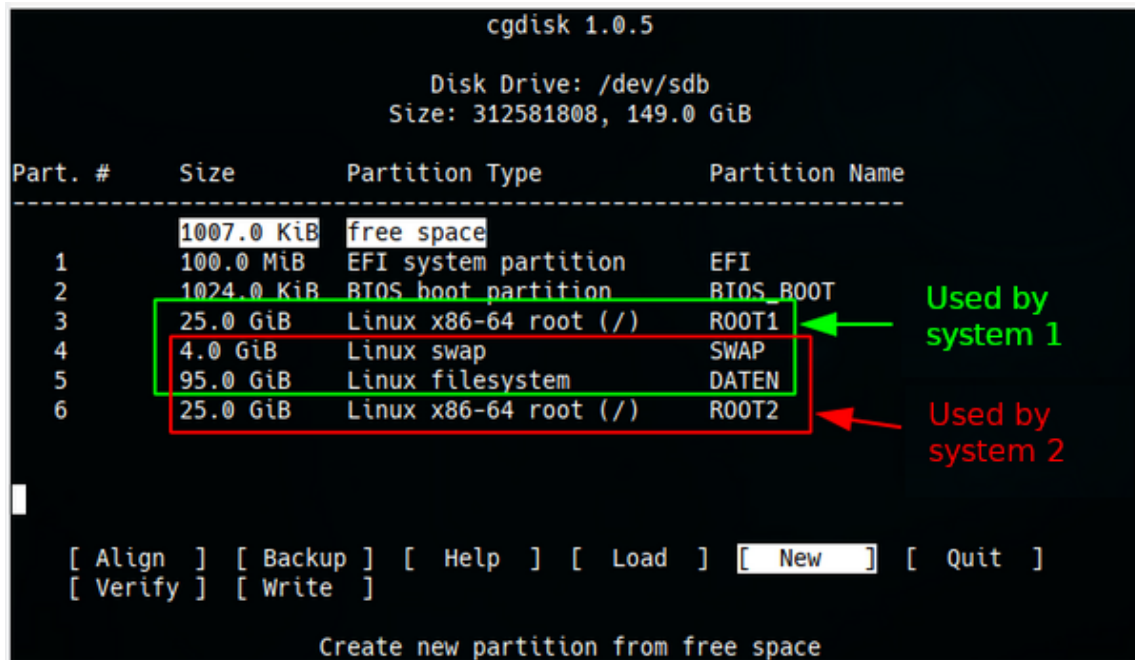 cgdisk 1.0.5
Disk Drive: /dev/sdb
Size: 312581808, 149.0 GiB
Part. # Size Partition Type Partition Name
----------------------------------------------------------------
1007.0 KiB free space
1 100.0 MiB EFI system partition EFI
2 1024.0 KiB BIOS boot partition BIOS_BOOT
3 25.0 GiB Linux x86-64 root (/) ROOT1
4 4.0 GiB Linux swap SWAP
5 95.0 GiB Linux filesystem DATEN
6 25.0 GiB Linux x86-64 root (/) ROOT2
Used by
system 1
Used by
system 2
[ Align ] [ Backup ] [ Help ] [ Load ] [ New ] [ Quit ]
[ Verify ] [ Write ]
Create new partition from free space